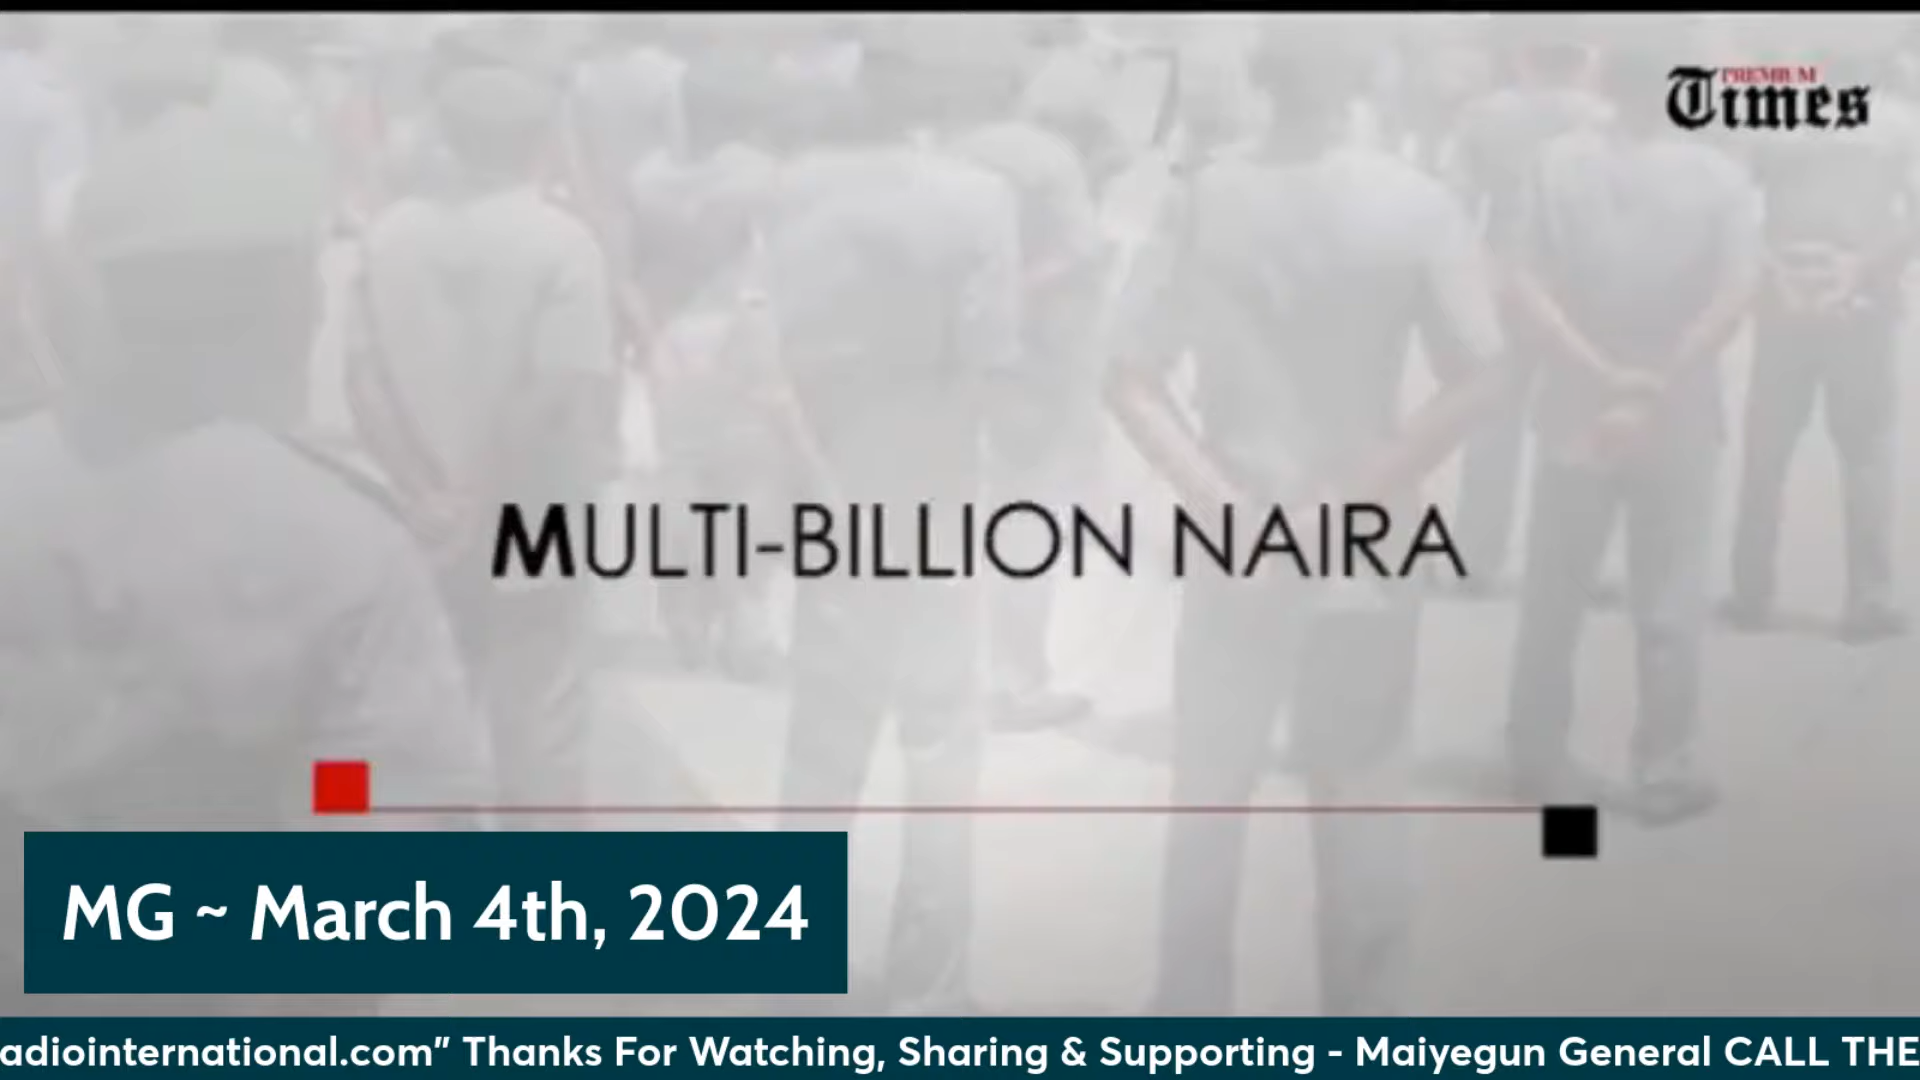 PREMIUM
Times
MULTI-BILLION NAIRA
MG ~ March 4th, 2024
adiointernational.com” Thanks For Watching, Sharing & Supporting - Maiyegun General CALL THE